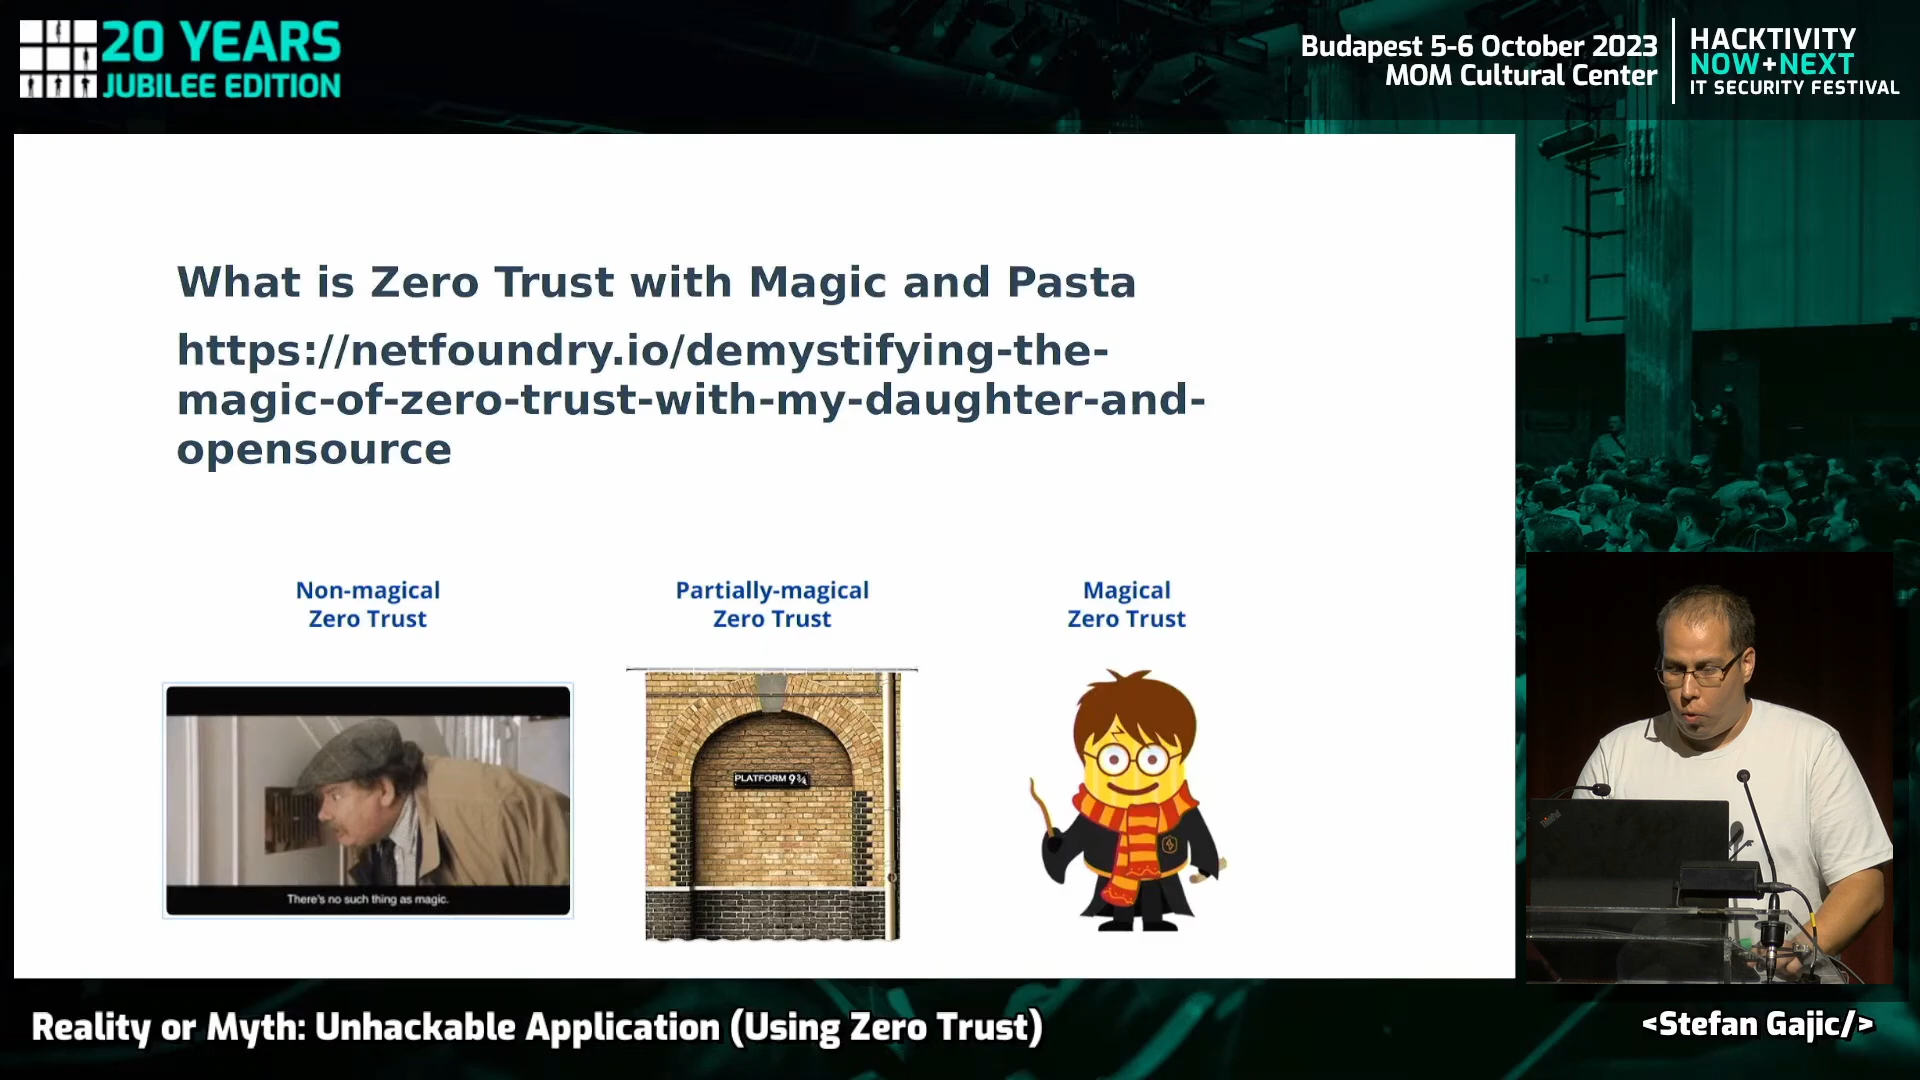 20 YEARS
JUBILEE EDITION
Budapest 5-6 October 2023
MOM Cultural Center
HACKTIVITY
NOW+NEXT
IT SECURITY FESTIVAL
What is Zero Trust with Magic and Pasta
https://netfoundry.io/demystifying-the-
magic-of-zero-trust-with-my-daughter-and-
opensource
Non-magical
Zero Trust
Partially-magical
Zero Trust
Magical
Zero Trust
There's no such thing as magic.
PLATFORM 9¾
Reality or Myth: Unhackable Application (Using Zero Trust)
<Stefan Gajic/>